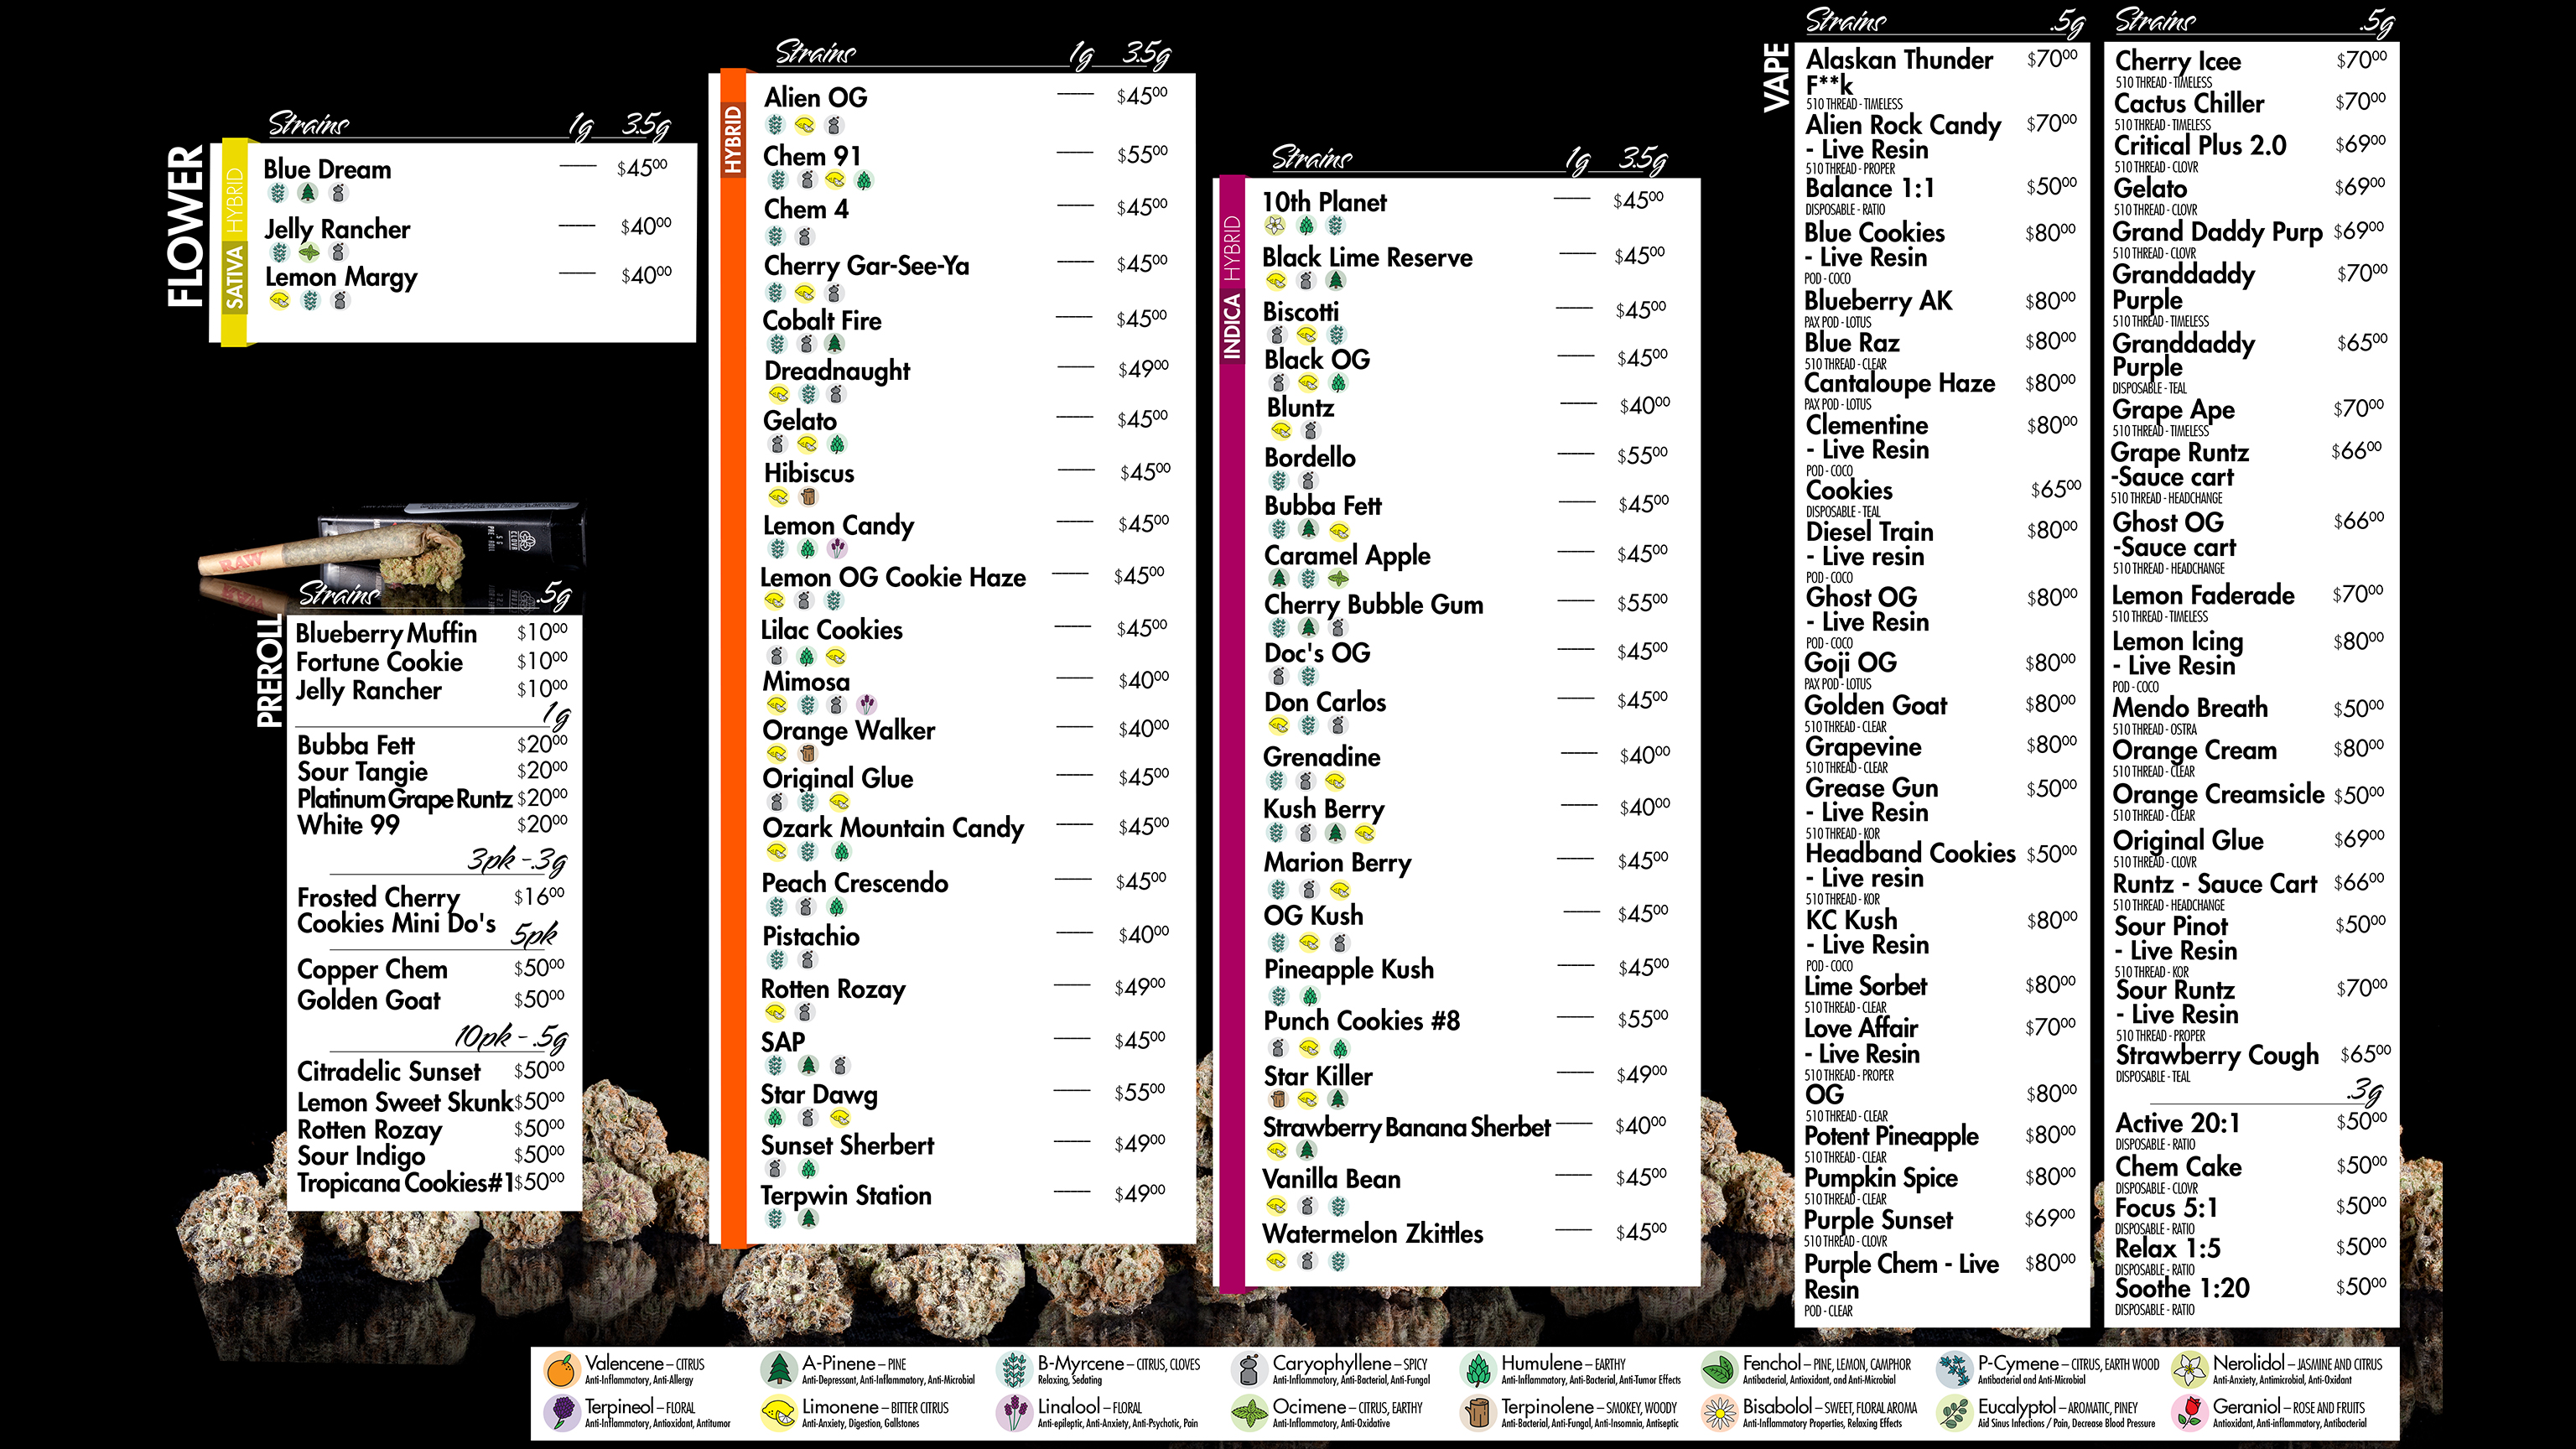 FLOWER
SATIVA HYBRID
Strains 1g 3.5g
Blue Dream $45.00
Jelly Rancher $40.00
Lemon Margy $40.00
RAW
PREROLL
Strains .5g
Blueberry Muffin $10.00
Fortune Cookie $10.00
Jelly Rancher $10.00
1g
Bubba Fett $20.00
Sour Tangie $20.00
Platinum Grape Runtz $20.00
White 99 $20.00
3pk - .3g
Frosted Cherry $16.00
Cookies Mini Do's
5pk
Copper Chem $50.00
Golden Goat $50.00
10pk - .5g
Citradelic Sunset $50.00
Lemon Sweet Skunk $50.00
Rotten Rozay $50.00
Sour Indigo $50.00
Tropicana Cookies#1 $50.00
HYBRID
Strains 1g 3.5g
Alien OG $45.00
Chem 91 $55.00
Chem 4 $45.00
Cherry Gar-See-Ya $45.00
Cobalt Fire $45.00
Dreadnaught $49.00
Gelato $45.00
Hibiscus $45.00
Lemon Candy $45.00
Lemon OG Cookie Haze $45.00
Lilac Cookies $45.00
Mimosa $40.00
Orange Walker $40.00
Original Glue $45.00
Ozark Mountain Candy $45.00
Peach Crescendo $45.00
Pistachio $40.00
Rotten Rozay $49.00
SAP $45.00
Star Dawg $55.00
Sunset Sherbert $49.00
Terpwin Station $49.00
INDICA HYBRID
Strains 1g 3.5g
10th Planet $45.00
Black Lime Reserve $45.00
Biscotti $45.00
Black OG $45.00
Bluntz $40.00
Bordello $55.00
Bubba Fett $45.00
Caramel Apple $45.00
Cherry Bubble Gum $55.00
Doc's OG $45.00
Don Carlos $45.00
Grenadine $40.00
Kush Berry $40.00
Marion Berry $45.00
OG Kush $45.00
Pineapple Kush $45.00
Punch Cookies #8 $55.00
Star Killer $49.00
Strawberry Banana Sherbet $40.00
Vanilla Bean $45.00
Watermelon Zkittles $45.00
VAPE
Strains .5g
Alaskan Thunder $70.00
F**k
510 THREAD - TIMELESS
Alien Rock Candy $70.00
- Live Resin
510 THREAD - PROPER
Balance 1:1 $50.00
DISPOSABLE - RATIO
Blue Cookies $80.00
- Live Resin
POD - COCO
Blueberry AK $80.00
PAX POD - LOTUS
Blue Raz $80.00
510 THREAD - CLEAR
Cantaloupe Haze $80.00
PAX POD - LOTUS
Clementine $80.00
- Live Resin
POD - COCO
Cookies $65.00
DISPOSABLE - TEAL
Diesel Train $80.00
- Live resin
POD - COCO
Ghost OG $80.00
- Live Resin
POD - COCO
Goji OG $80.00
PAX POD - LOTUS
Golden Goat $80.00
510 THREAD - CLEAR
Grapevine $80.00
510 THREAD - CLEAR
Grease Gun $50.00
- Live Resin
510 THREAD - KOR
Headband Cookies $50.00
- Live resin
510 THREAD - KOR
KC Kush $80.00
- Live Resin
POD - COCO
Lime Sorbet $80.00
510 THREAD - CLEAR
Love Affair $70.00
- Live Resin
510 THREAD - PROPER
OG $80.00
510 THREAD - CLEAR
Potent Pineapple $80.00
510 THREAD - CLEAR
Pumpkin Spice $80.00
510 THREAD - CLEAR
Purple Sunset $69.00
510 THREAD - CLOVR
Purple Chem - Live $80.00
Resin
POD - CLEAR
Strains .5g
Cherry Icee $70.00
510 THREAD - TIMELESS
Cactus Chiller $70.00
510 THREAD - TIMELESS
Critical Plus 2.0 $69.00
510 THREAD - CLOVR
Gelato $69.00
510 THREAD - CLOVR
Grand Daddy Purp $69.00
510 THREAD - CLOVR
Granddaddy $70.00
Purple
510 THREAD - TIMELESS
Granddaddy $65.00
Purple
DISPOSABLE - TEAL
Grape Ape $70.00
510 THREAD - TIMELESS
Grape Runtz $66.00
-Sauce cart
510 THREAD - HEADCHANGE
Ghost OG $66.00
-Sauce cart
510 THREAD - HEADCHANGE
Lemon Faderade $70.00
510 THREAD - TIMELESS
Lemon Icing $80.00
- Live Resin
POD - COCO
Mendo Breath $50.00
510 THREAD - OSTRA
Orange Cream $80.00
510 THREAD - CLEAR
Orange Creamsicle $50.00
510 THREAD - CLEAR
Original Glue $69.00
510 THREAD - CLOVR
Runtz - Sauce Cart $66.00
510 THREAD - HEADCHANGE
Sour Pinot $50.00
- Live Resin
510 THREAD - KOR
Sour Runtz $70.00
- Live Resin
510 THREAD - PROPER
Strawberry Cough $65.00
DISPOSABLE - TEAL
.3g
Active 20:1 $50.00
DISPOSABLE - RATIO
Chem Cake $50.00
DISPOSABLE - CLOVR
Focus 5:1 $50.00
DISPOSABLE - RATIO
Relax 1:5 $50.00
DISPOSABLE - RATIO
Soothe 1:20 $50.00
DISPOSABLE - RATIO
Valencene – CITRUS
Anti-Inflammatory, Anti-Allergy
A-Pinene – PINE
Anti-Depressant, Anti-Inflammatory, Anti-Microbial
B-Myrcene – CITRUS, CLOVES
Relaxing, Sedating
Caryophyllene – SPICY
Anti-Inflammatory, Anti-Bacterial, Anti-Fungal
Humulene – EARTHY
Anti-Inflammatory, Anti-Bacterial, Anti-Tumor Effects
Fenchol – PINE, LEMON, CAMPHOR
Antibacterial, Antioxidant, and Anti-Microbial
P-Cymene – CITRUS, EARTH WOOD
Antibacterial and Anti-Microbial
Nerolidol – JASMINE AND CITRUS
Anti-Anxiety, Antimicrobial, Anti-Oxidant
Terpineol – FLORAL
Anti-Inflammatory, Antioxidant, Antitumor
Limonene – BITTER CITRUS
Anti-Anxiety, Digestion, Gallstones
Linalool – FLORAL
Anti-epileptic, Anti-Anxiety, Anti-Psychotic, Pain
Ocimene – CITRUS, EARTHY
Anti-Inflammatory, Anti-Oxidative
Terpinolene – SMOKEY, WOODY
Anti-Bacterial, Anti-Fungal, Anti-Insomnia, Antiseptic
Bisabolol – SWEET, FLORAL AROMA
Anti-Inflammatory Properties, Relaxing Effects
Eucalyptol – AROMATIC, PINEY
Aid Sinus Infections / Pain, Decrease Blood Pressure
Geraniol – ROSE AND FRUITS
Antioxidant, Anti-inflammatory, Antibacterial